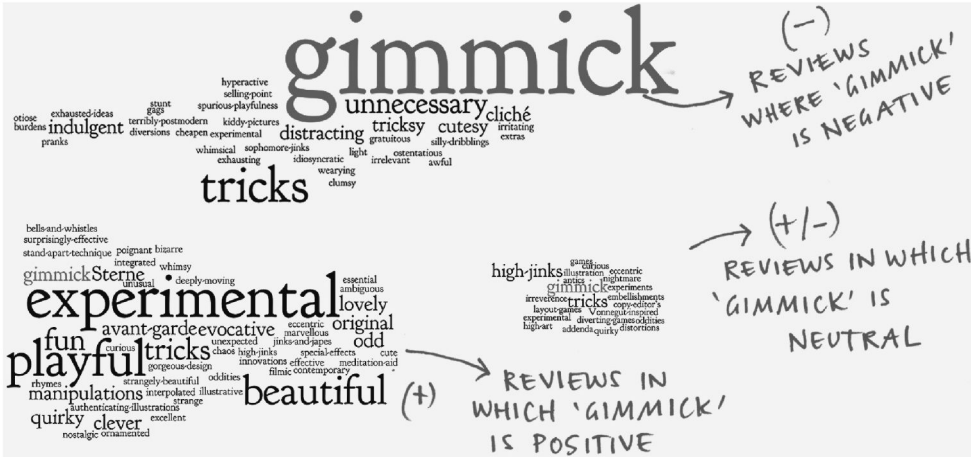 gimmick
(-)
REVIEWS
WHERE 'GIMMICK'
IS NEGATIVE
hyperactive
selling-point
spurious-playfulness
unnecessary
cliché
exhausted-ideas
stunt
gags
otiose
burdens
indulgent
terribly-postmodern
kiddy-pictures
distracting
tricksy
cutesy
irritating
extras
diversions
cheapen
experimental
gratuitous
silly-dribblings
pranks
whimsical
sophomore-jinks
light
ostentatious
exhausting
idiosyncratic
irrelevant
awful
wearying
clumsy
tricks
(+/-)
REVIEWS IN WHICH
'GIMMICK' IS
NEUTRAL
bells-and-whistles
surprisingly-effective
stand-apart-technique
poignant
bizarre
integrated
whimsy
gimmick
Sterne
unusual
deeply-moving
experimental
essential
ambiguous
lovely
avant-garde
evocative
eccentric
marvellous
original
fun
unexpected
jinks-and-japes
odd
playful
curious
tricks
chaos
high-jinks
special-effects
cute
gorgeous-design
innovations
effective
meditation-aid
filmic
contemporary
rhymes
strangely-beautiful
oddities
beautiful
manipulations
interpolated
illustrative
strange
authenticating-illustrations
quirky
clever
excellent
nostalgic
ornamented
(+)
REVIEWS IN
WHICH 'GIMMICK'
IS POSITIVE
games
curious
high-jinks
illustration
eccentric
antics
nightmare
gimmick
experiments
irreverence
tricks
embellishments
copy-editor's
layout-games
Vonnegut-inspired
experimental
diverting-games
oddities
high-art
addenda
quirky
distortions